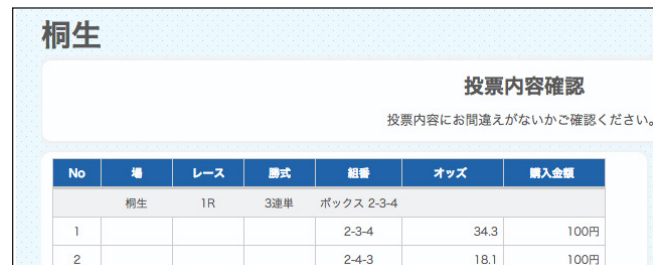 桐生
投票内容確認
投票内容にお間違えがないかご確認ください。
No 場 レース 勝式 組番 オッズ 購入金額
桐生 1R 3連単 ボックス 2-3-4
1 2-3-4 34.3 100円
2 2-4-3 18.1 100円